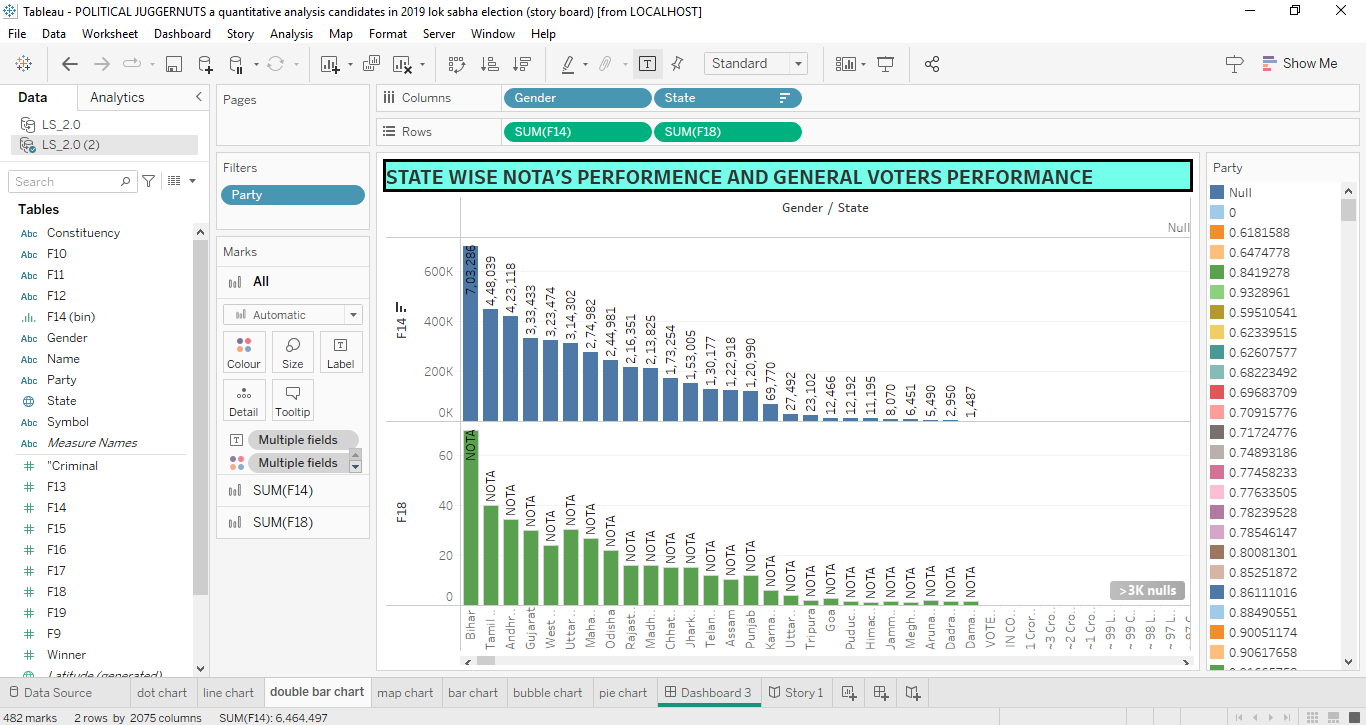 Tableau - POLITICAL JUGGERNUTS a quantitative analysis candidates in 2019 lok sabha election (story board) [from LOCALHOST]
File Data Worksheet Dashboard Story Analysis Map Format Server Window Help
Standard
Show Me
Data Analytics
LS_2.0
LS_2.0 (2)
Search
Tables
Constituency
F10
F11
F12
F14 (bin)
Gender
Name
Party
State
Symbol
Measure Names
"Criminal
F13
F14
F15
F16
F17
F18
F19
F9
Winner
Latitude (generated)
Pages
Filters
Party
Marks
All
Automatic
Colour Size Label
Detail Tooltip
Multiple fields
Multiple fields
SUM(F14)
SUM(F18)
Columns Gender State
Rows SUM(F14) SUM(F18)
STATE WISE NOTA'S PERFORMENCE AND GENERAL VOTERS PERFORMANCE
Gender / State
Null
F14
600K
400K
200K
0K
7,03,286 4,48,039 4,23,118 3,33,433 3,23,474 3,14,302 2,74,982 2,44,981 2,16,351 2,13,825 1,73,254 1,53,005 1,30,177 1,22,918 1,20,990 69,770 27,492 23,102 12,466 12,192 11,195 8,070 6,451 5,490 2,950 1,487
F18
60
40
20
0
NOTA NOTA NOTA NOTA NOTA NOTA NOTA NOTA NOTA NOTA NOTA NOTA NOTA NOTA NOTA NOTA NOTA NOTA NOTA NOTA NOTA NOTA NOTA NOTA NOTA NOTA
>3K nulls
Bihar Tamil .. Andhr.. Gujarat West.. Uttar.. Maha.. Odisha Rajast.. Madh.. Chhat.. Jhark.. Telan.. Assam Punjab Karna.. Uttar.. Tripura Goa Puduc.. Himac.. Jamm.. Megh.. Aruna.. Dadra.. Dama.. VOTE.. IN CO.. 1 Cror.. ~3 Cro.. ~2 Cro.. ~1 Cro.. ~ 99 L.. ~ 99 C.. ~ 98 L.. ~ 97 L..
Party
Null
0
0.6181588
0.6474778
0.8419278
0.9328961
0.59510541
0.62339515
0.62607577
0.68223492
0.69683709
0.70915776
0.71724776
0.74893186
0.77458233
0.77633505
0.78239528
0.78546147
0.80081301
0.85251872
0.86111016
0.88490551
0.90051174
0.90617658
Data Source dot chart line chart double bar chart map chart bar chart bubble chart pie chart Dashboard 3 Story 1
482 marks 2 rows by 2075 columns SUM(F14): 6,464,497